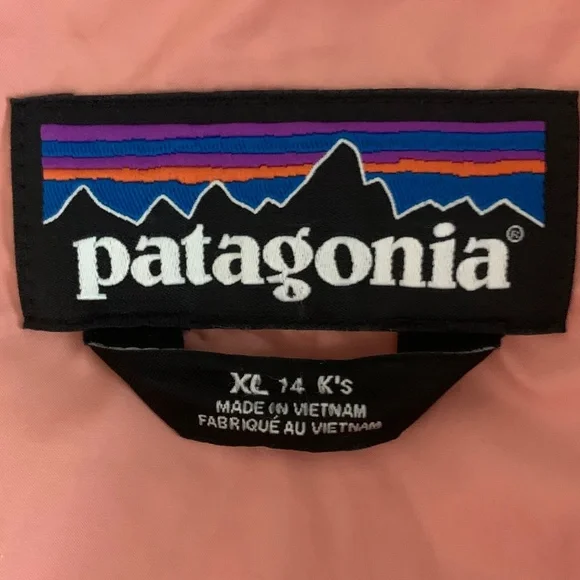 patagonia®
XL 14 K's
MADE IN VIETNAM
FABRIQUÉ AU VIETNAM